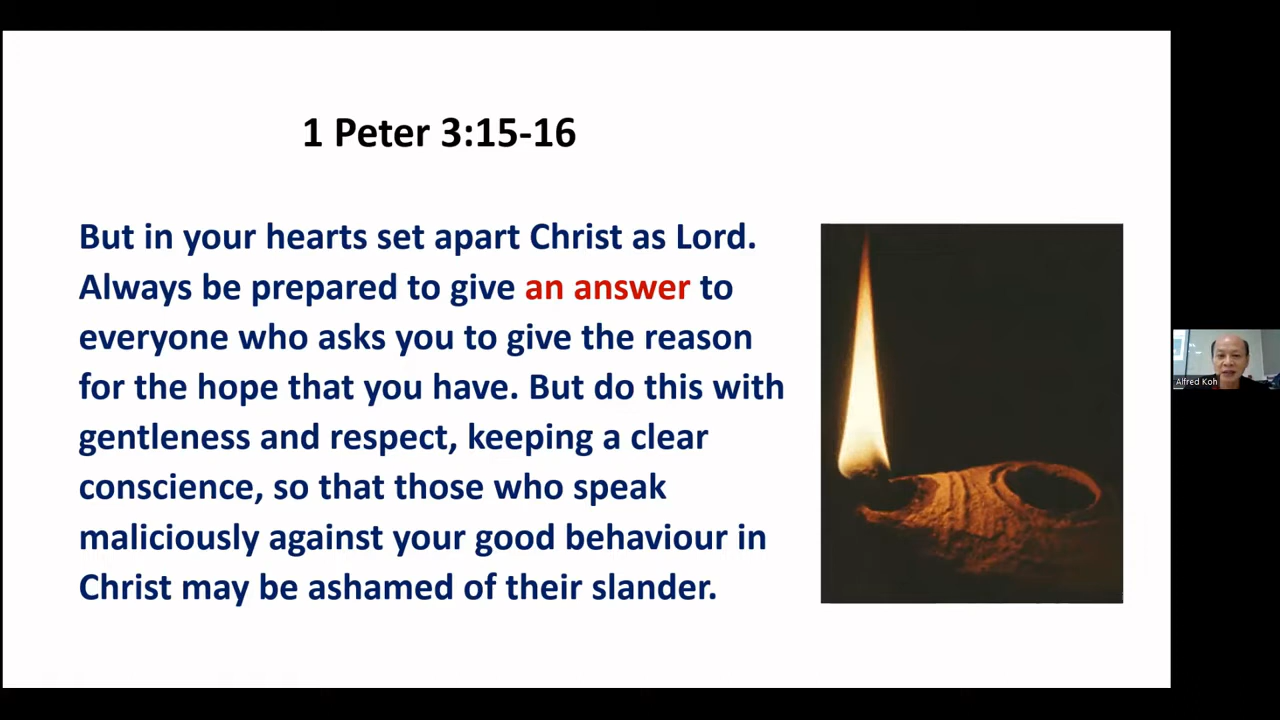 1 Peter 3:15-16
But in your hearts set apart Christ as Lord.
Always be prepared to give an answer to
everyone who asks you to give the reason
for the hope that you have. But do this with
gentleness and respect, keeping a clear
conscience, so that those who speak
maliciously against your good behaviour in
Christ may be ashamed of their slander.
Alfred Koh